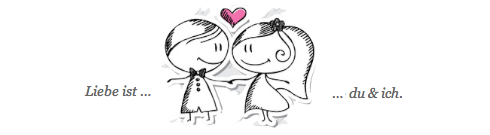 Liebe ist ...
... du & ich.